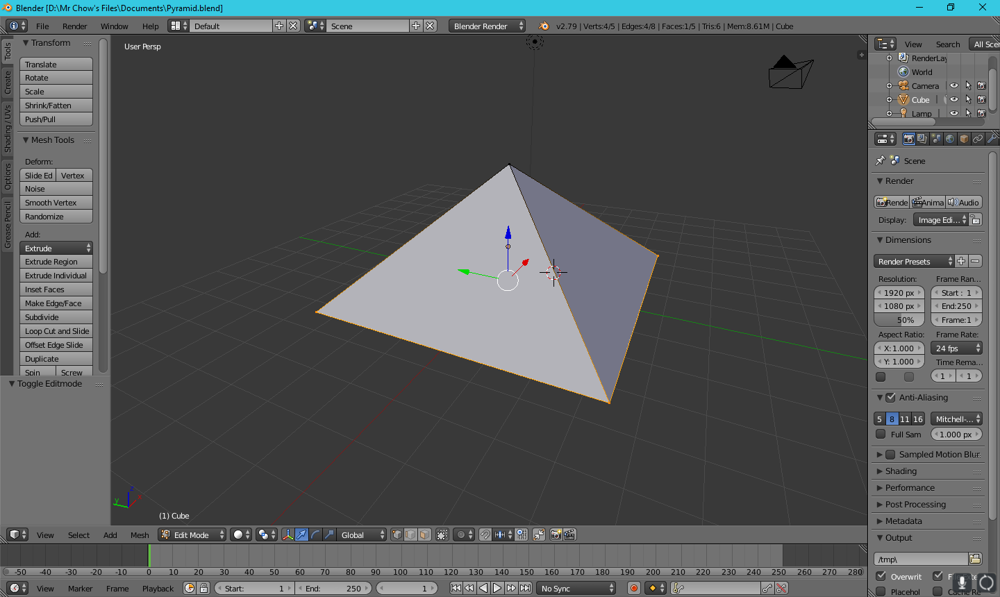 Blender [D:\Mr Chow's Files\Documents\Pyramid.blend]
File Render Window Help Default Scene Blender Render v2.79 | Verts:4/5 | Edges:4/8 | Faces:1/5 | Tris:6 | Mem:8.61M | Cube
Tools
Create
Shading / UVs
Options
Grease Pencil
Transform
Translate
Rotate
Scale
Shrink/Fatten
Push/Pull
Mesh Tools
Deform:
Slide Ed Vertex
Noise
Smooth Vertex
Randomize
Add:
Extrude
Extrude Region
Extrude Individual
Inset Faces
Make Edge/Face
Subdivide
Loop Cut and Slide
Offset Edge Slide
Duplicate
Spin Screw
Toggle Editmode
User Persp
z
y
x
(1) Cube
View Search All Scen
RenderLay
World
Camera
Cube
Lamp
Scene
Render
Rende Anima Audio
Display: Image Edi...
Dimensions
Render Presets
Resolution: Frame Ran...
1920 px Start : 1
1080 px End:250
50% Frame:1
Aspect Ratio: Frame Rate:
X:1.000 24 fps
Y: 1.000 Time Rema...
1 1
Anti-Aliasing
5 8 11 16 Mitchell-...
Full Sam 1.000 px
Sampled Motion Blur
Shading
Performance
Post Processing
Metadata
Output
/tmp\
Overwrit
Placehol
View Select Add Mesh Edit Mode Global
-50 -40 -30 -20 -10 0 10 20 30 40 50 60 70 80 90 100 110 120 130 140 150 160 170 180 190 200 210 220 230 240 250 260 270 280
View Marker Frame Playback Start: 1 End: 250 1 No Sync